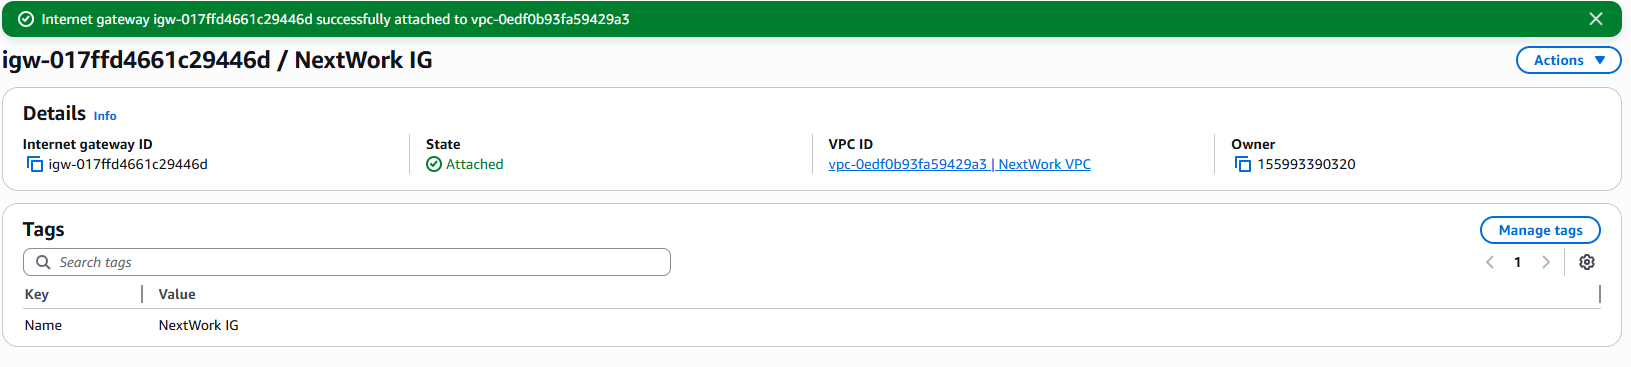 Internet gateway igw-017ffd4661c29446d successfully attached to vpc-0edf0b93fa59429a3
igw-017ffd4661c29446d / NextWork IG
Actions
Details Info
Internet gateway ID
igw-017ffd4661c29446d
State
Attached
VPC ID
vpc-0edf0b93fa59429a3 | NextWork VPC
Owner
155993390320
Tags
Manage tags
Search tags
1
Key Value
Name NextWork IG